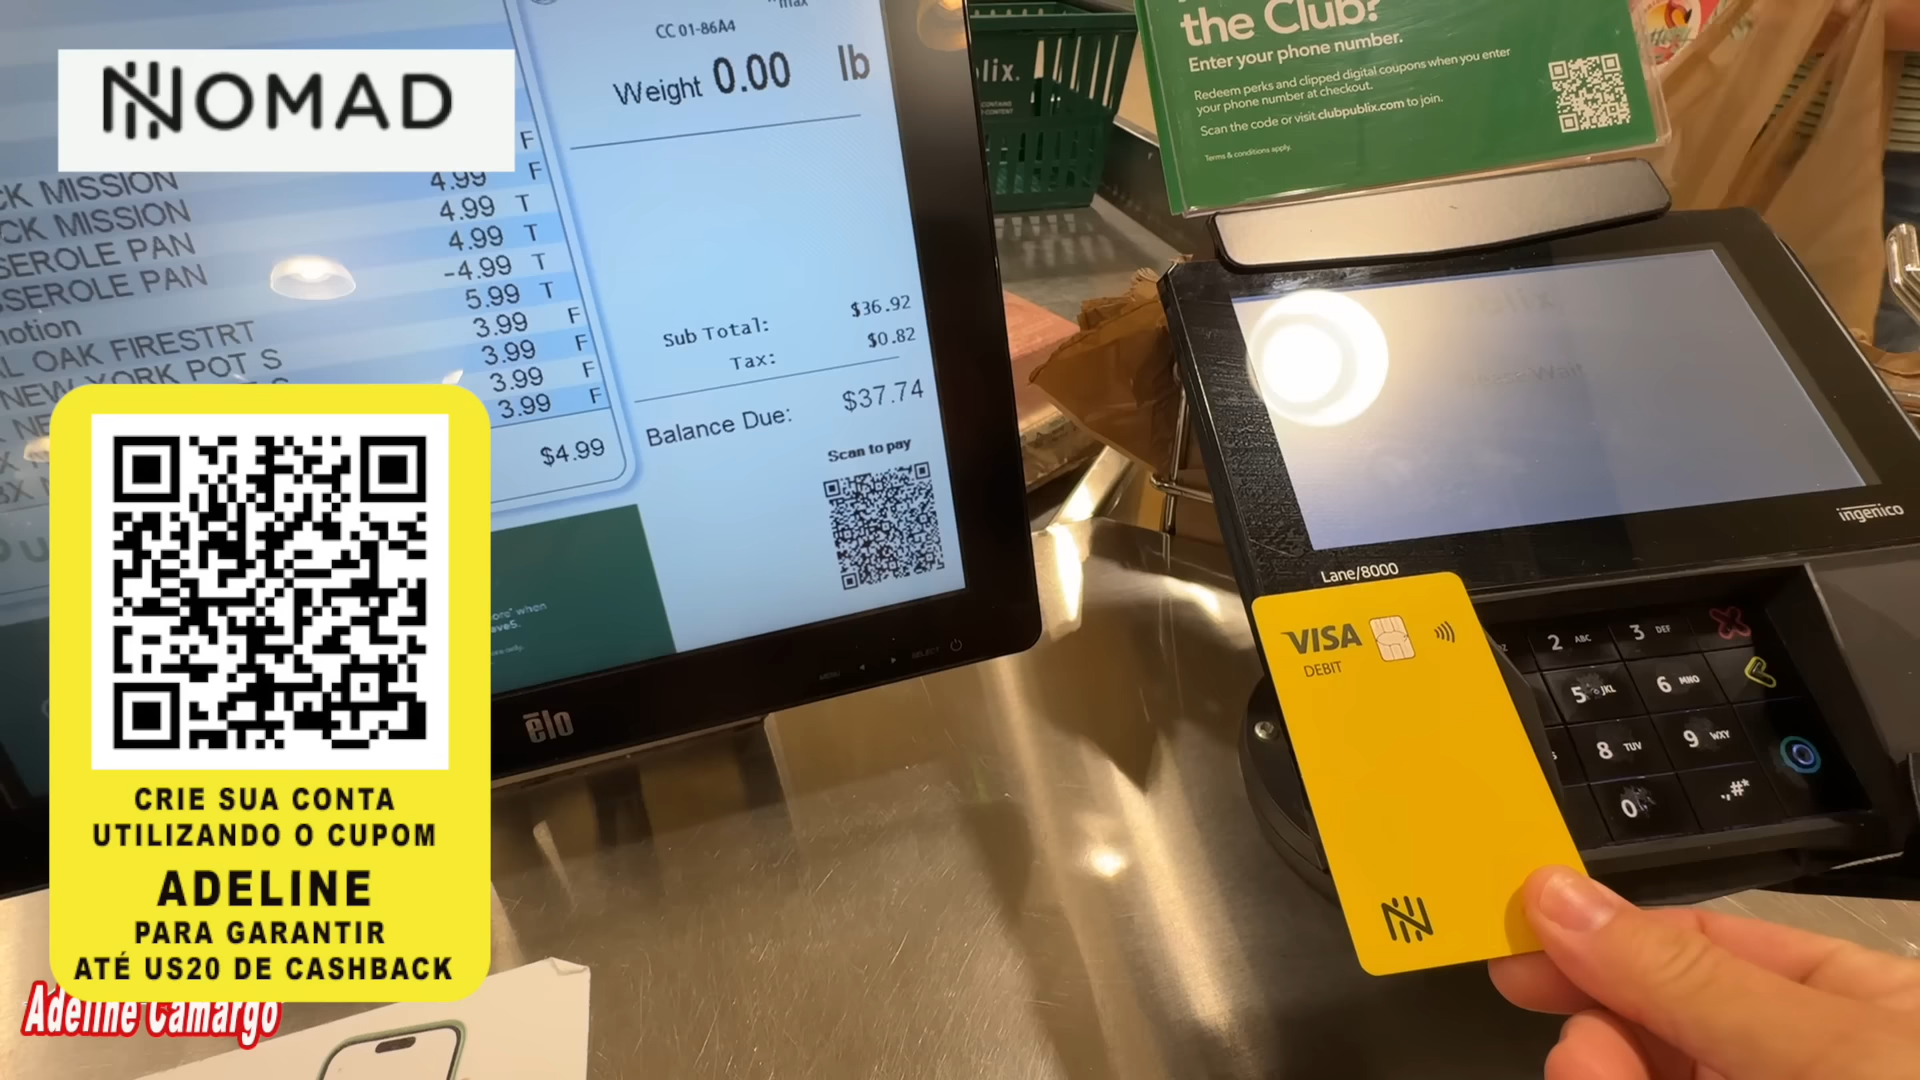 NOMAD
CC 01-86A4
Weight 0.00 lb
F
4.99 F
CK MISSION 4.99 T
CK MISSION 4.99 T
SEROLE PAN -4.99 T
SSEROLE PAN 5.99 T
motion 3.99 F
AL OAK FIRESTRT 3.99 F
NEW YORK POT S 3.99 F
3.99 F
$4.99
Sub Total: $36.92
Tax: $0.82
Balance Due: $37.74
Scan to pay
elo
the Club?
Enter your phone number.
Redeem perks and clipped digital coupons when you enter
your phone number at checkout.
Scan the code or visit clubpublix.com to join.
Terms & conditions apply.
lix.
ingenico
Lane/8000
VISA
DEBIT
2 ABC
3 DEF
5 JKL
6 MNO
8 TUV
9 WXY
0
.,#*
CRIE SUA CONTA
UTILIZANDO O CUPOM
ADELINE
PARA GARANTIR
ATÉ US20 DE CASHBACK
Adeline Camargo